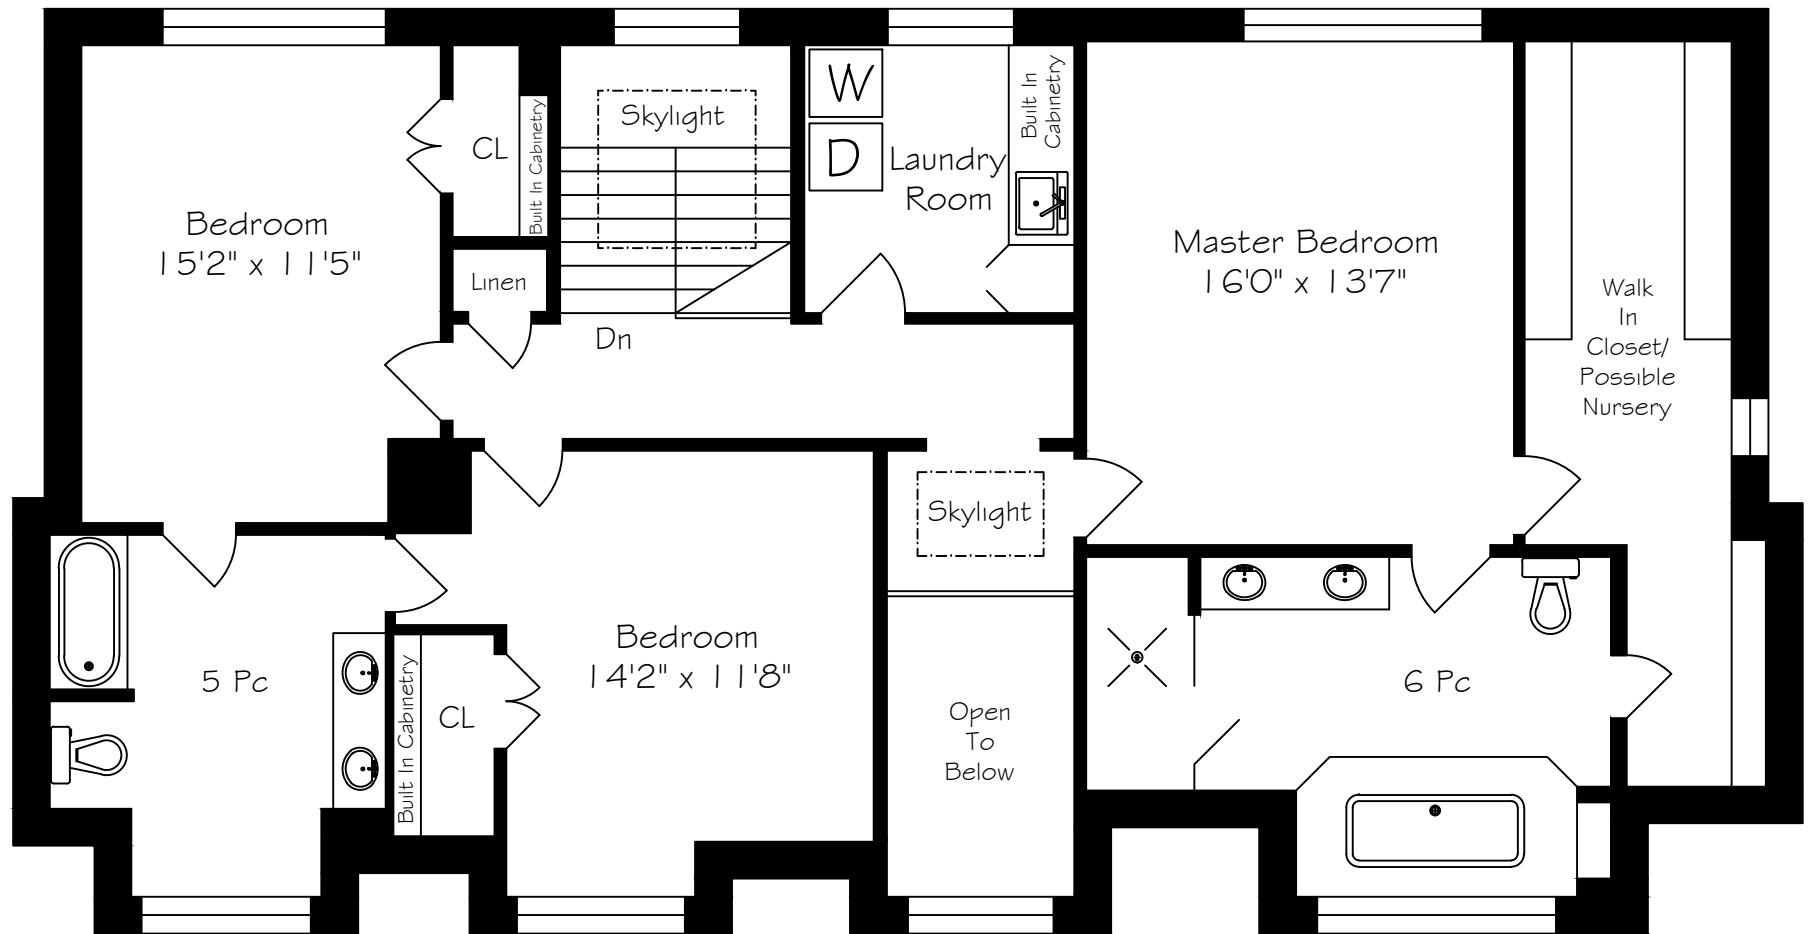 Bedroom
15'2" x 11'5"
CL
Built In Cabinetry
Linen
Skylight
Dn
W
D
Laundry
Room
Built In
Cabinetry
Master Bedroom
16'0" x 13'7"
Walk
In
Closet/
Possible
Nursery
5 Pc
Built In Cabinetry
CL
Bedroom
14'2" x 11'8"
Skylight
Open
To
Below
6 Pc